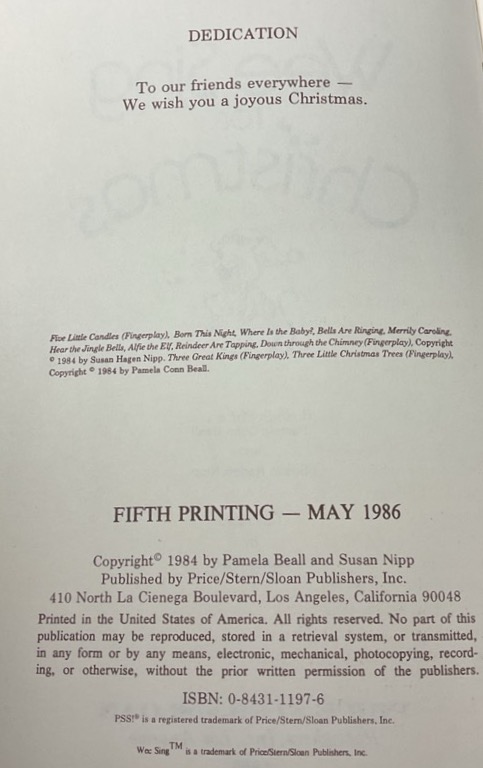 DEDICATION
To our friends everywhere —
We wish you a joyous Christmas.
Five Little Candles (Fingerplay), Born This Night, Where Is the Baby?, Bells Are Ringing, Merrily Caroling,
Hear the Jingle Bells, Alfie the Elf, Reindeer Are Tapping, Down through the Chimney (Fingerplay), Copyright
© 1984 by Susan Hagen Nipp. Three Great Kings (Fingerplay), Three Little Christmas Trees (Fingerplay),
Copyright © 1984 by Pamela Conn Beall.
FIFTH PRINTING — MAY 1986
Copyright© 1984 by Pamela Beall and Susan Nipp
Published by Price/Stern/Sloan Publishers, Inc.
410 North La Cienega Boulevard, Los Angeles, California 90048
Printed in the United States of America. All rights reserved. No part of this
publication may be reproduced, stored in a retrieval system, or transmitted,
in any form or by any means, electronic, mechanical, photocopying, record-
ing, or otherwise, without the prior written permission of the publishers.
ISBN: 0-8431-1197-6
PSS!® is a registered trademark of Price/Stern/Sloan Publishers, Inc.
Wee Sing™ is a trademark of Price/Stern/Sloan Publishers, Inc.